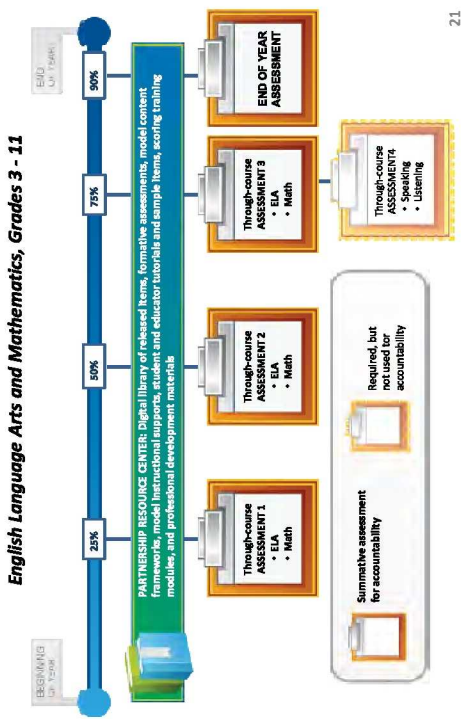 English Language Arts and Mathematics, Grades 3 - 11
BEGINNING
OF YEAR
25%
50%
75%
90%
END
OF YEAR
PARTNERSHIP RESOURCE CENTER: Digital library of released items, formative assessments, model content
frameworks, model instructional supports, student and educator tutorials and sample items, scoring training
modules, and professional development materials
Through-course
ASSESSMENT 1
• ELA
• Math
Through-course
ASSESSMENT 2
• ELA
• Math
Through-course
ASSESSMENT 3
• ELA
• Math
END OF YEAR
ASSESSMENT
Through-course
ASSESSMENT4
• Speaking
• Listening
Summative assessment
for accountability
Required, but
not used for
accountability
21